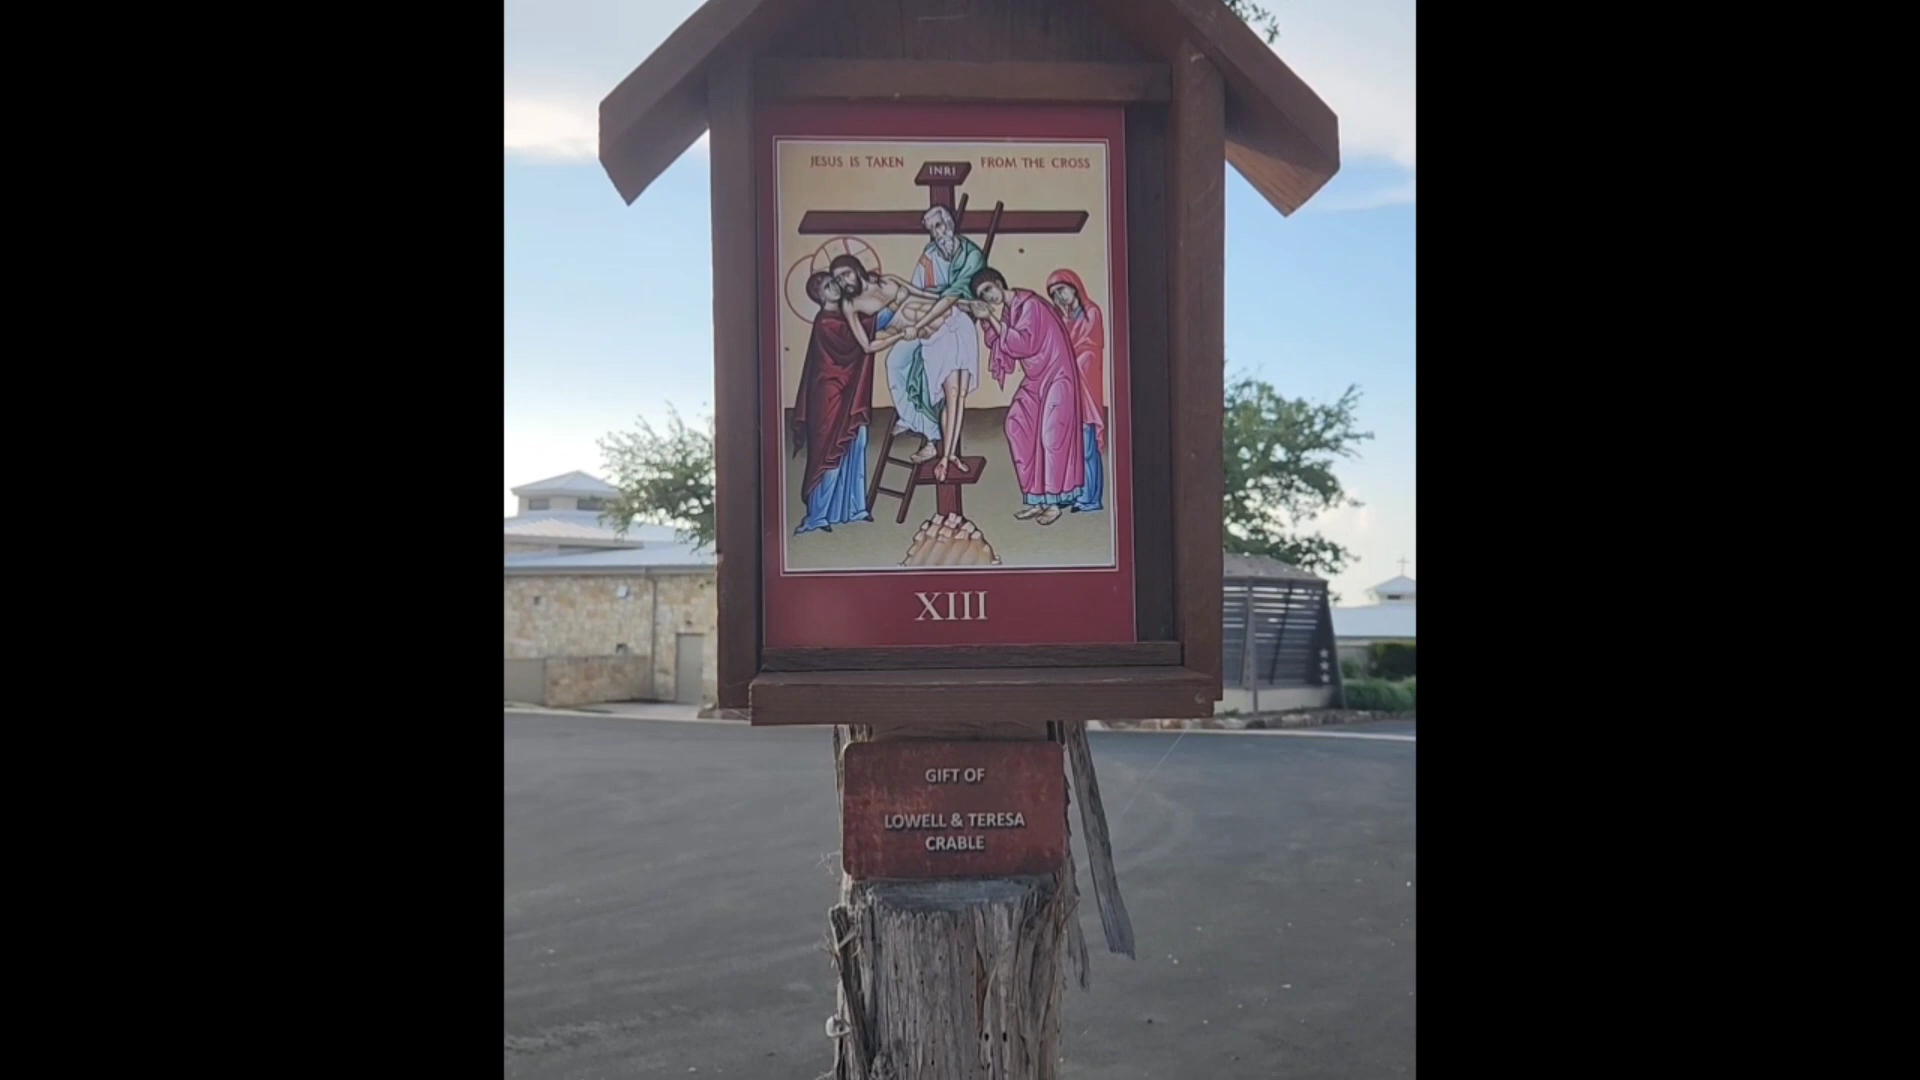 JESUS IS TAKEN FROM THE CROSS
INRI
XIII
GIFT OF
LOWELL & TERESA
CRABLE